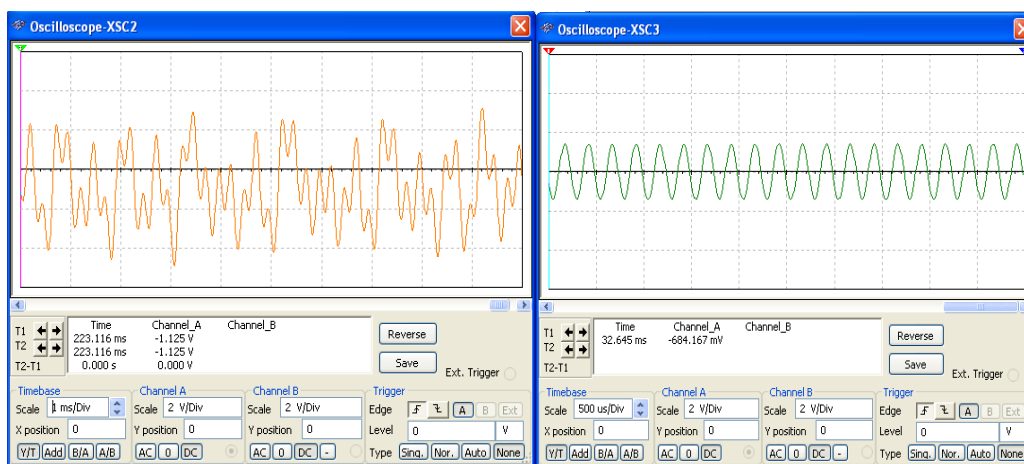 Oscilloscope-XSC2
T1
T2
T2-T1
Time Channel_A Channel_B
223.116 ms -1.125 V
223.116 ms -1.125 V
0.000 s 0.000 V
Reverse
Save
Ext. Trigger
Timebase
Scale 1 ms/Div
X position 0
Y/T Add B/A A/B
Channel A
Scale 2 V/Div
Y position 0
AC 0 DC
Channel B
Scale 2 V/Div
Y position 0
AC 0 DC -
Trigger
Edge A B Ext
Level 0 V
Type Sing. Nor. Auto None
Oscilloscope-XSC3
T1
T2
T2-T1
Time Channel_A Channel_B
32.645 ms -684.167 mV
Reverse
Save
Ext. Trigger
Timebase
Scale 500 us/Div
X position 0
Y/T Add B/A A/B
Channel A
Scale 2 V/Div
Y position 0
AC 0 DC
Channel B
Scale 2 V/Div
Y position 0
AC 0 DC -
Trigger
Edge A B Ext
Level 0 V
Type Sing. Nor. Auto None